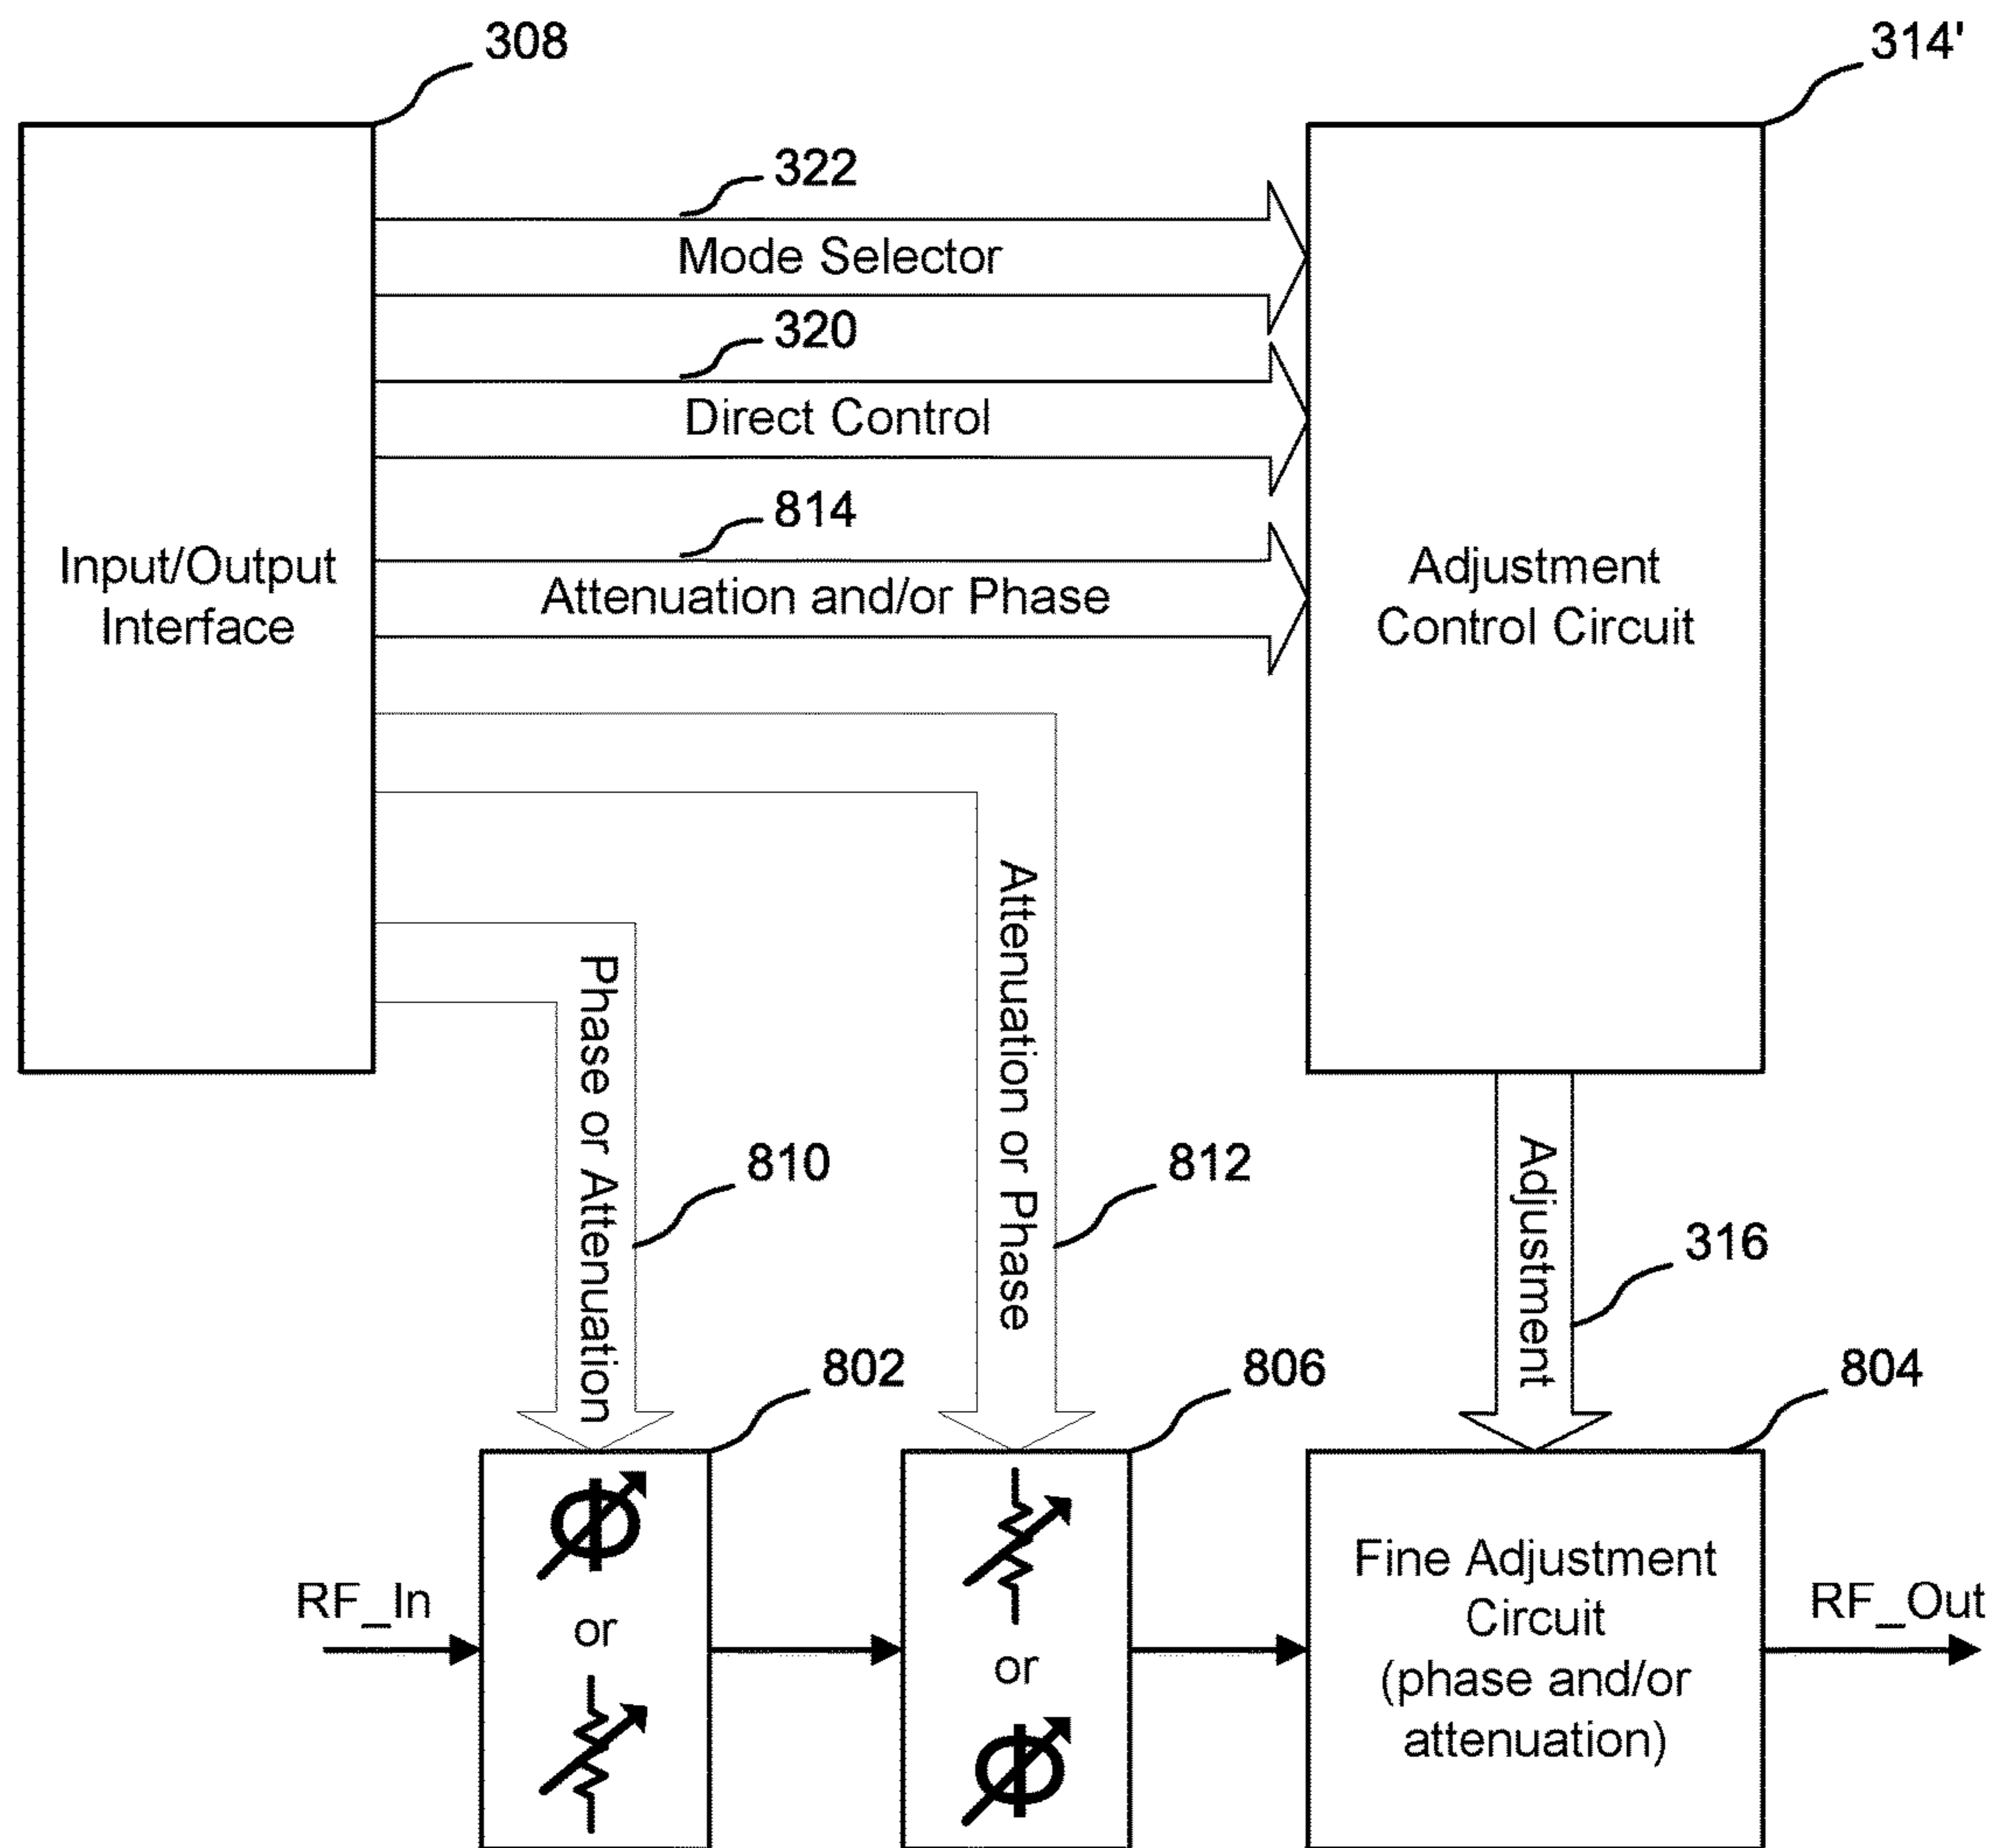 308
314'
322
Mode Selector
320
Direct Control
814
Attenuation and/or Phase
Input/Output
Interface
Adjustment
Control Circuit
Phase or Attenuation
810
Attenuation or Phase
812
Adjustment
316
802
806
804
RF_In
or
or
Fine Adjustment
Circuit
(phase and/or
attenuation)
RF_Out